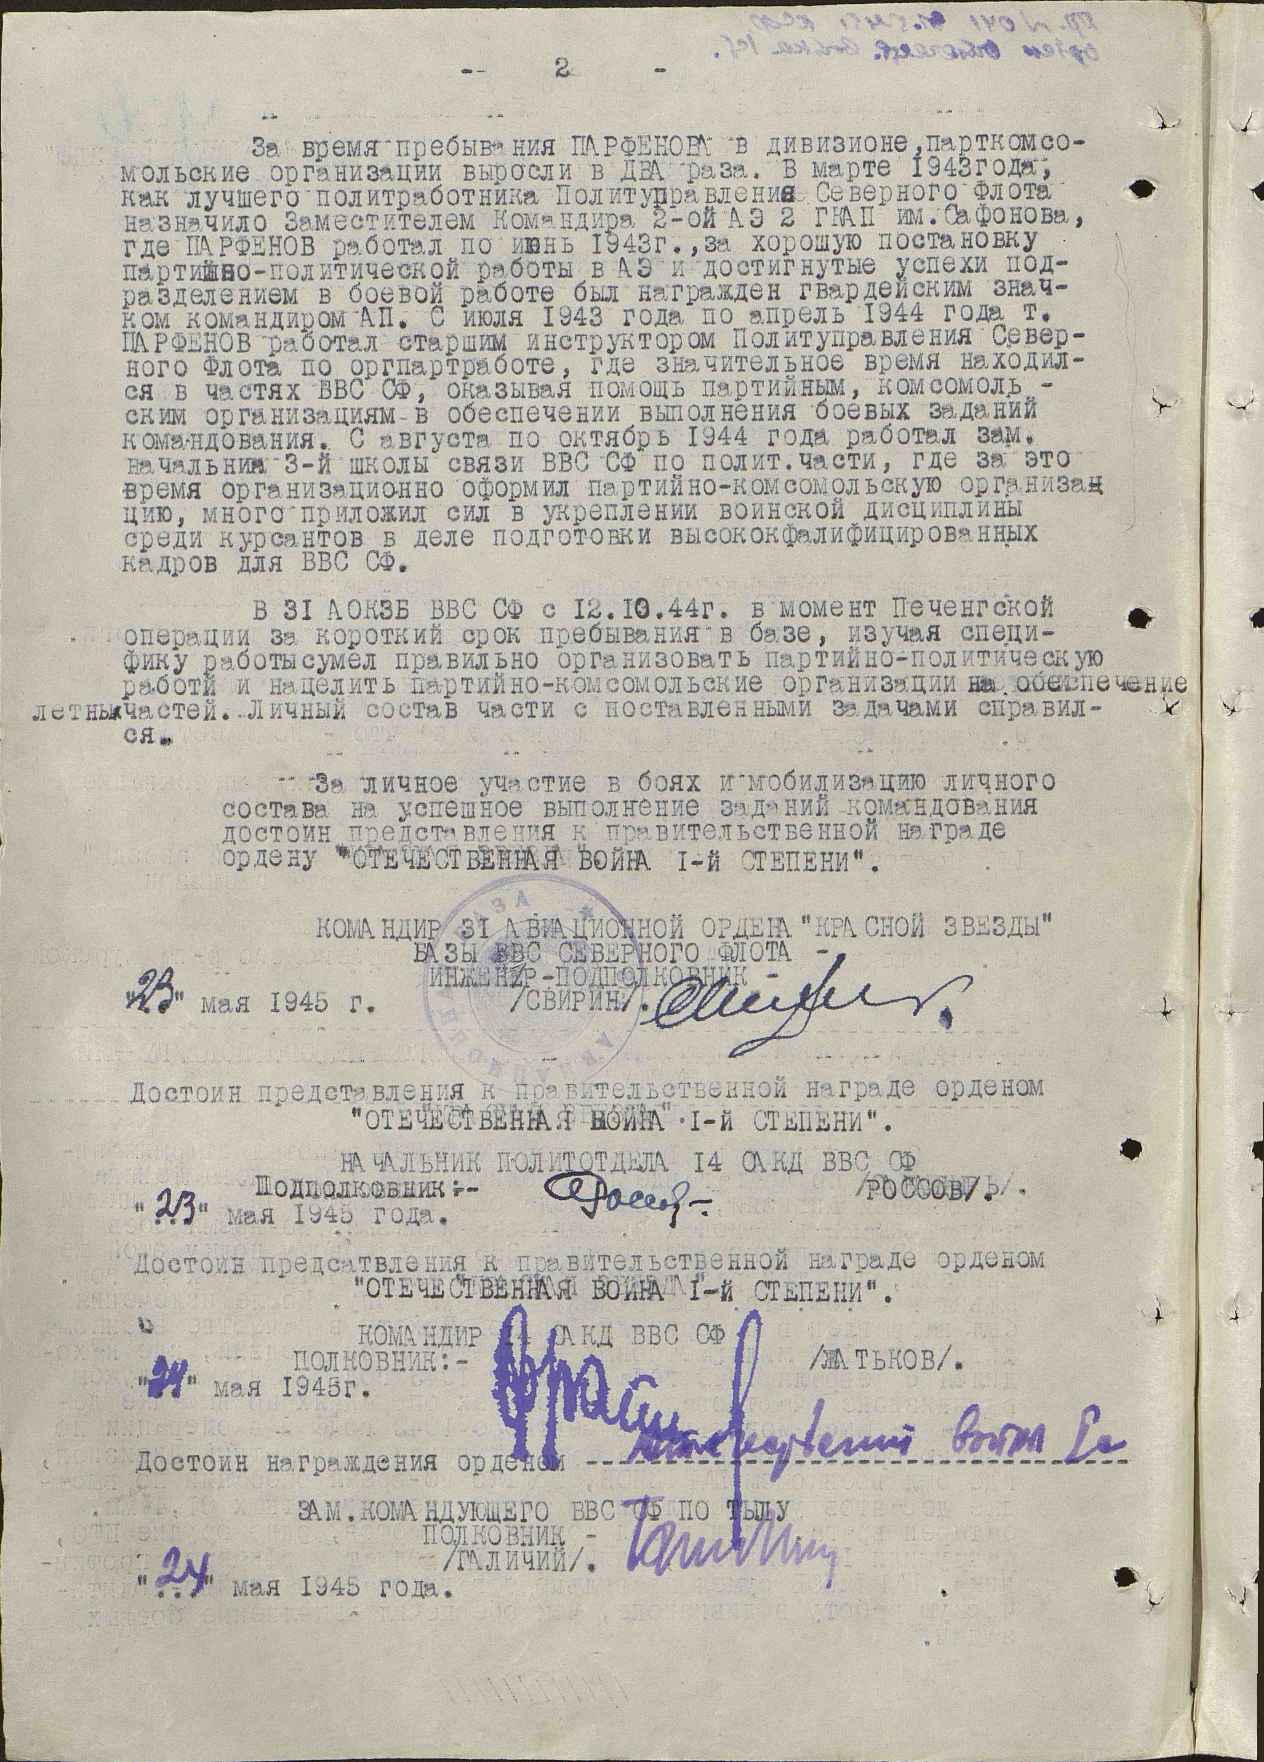 -- 2 -
За время пребывания ПАРФЕНОВА в дивизионе,парткомсо-
мольские организации выросли в ДВА раза. В марте 1943года,
как лучшего политработника Политуправления Северного Флота
назначило Заместителем Командира 2-ой АЭ 2 ГКАП им.Сафонова,
где ПАРФЕНОВ работал по июнь 1943г.,за хорошую постановку
партийно-политической работы в АЭ и достигнутые успехи под-
разделением в боевой работе был награжден гвардейским знач-
ком командиром АП. С июля 1943 года по апрель 1944 года т.
ПАРФЕНОВ работал старшим инструктором Политуправления Север-
ного Флота по оргпартработе, где значительное время находил-
ся в частях ВВС СФ, оказывая помощь партийным, комсомоль -
ским организациям в обеспечении выполнения боевых заданий
командования. С августа по октябрь 1944 года работал зам.
начальника 3-й школы связи ВВС СФ по полит.части, где за это
время организационно оформил партийно-комсомольскую организац
цию, много приложил сил в укреплении воинской дисциплины
среди курсантов в деле подготовки высококфалифицированных
кадров для ВВС СФ.
В 31 АОКЗБ ВВС СФ с 12.10.44г. в момент Печенгской
операции за короткий срок пребывания в базе, изучая специ-
фику работысумел правильно организовать партийно-политическую
работй и нацелить партийно-комсомольские организации на обеспечение
летныхчастей. Личный состав части с поставленными задачами справил-
ся.
За личное участие в боях и мобилизацию личного
состава на успешное выполнение заданий командования
достоин представления к правительственной награде
ордену "ОТЕЧЕСТВЕННАЯ ВОЙНА I-й СТЕПЕНИ".
КОМАНДИР 31 АВИАЦИОННОЙ ОРДЕНА "КРАСНОЙ ЗВЕЗДЫ"
БАЗЫ ВВС СЕВЕРНОГО ФЛОТА -
ИНЖЕНЕР-ПОДПОЛКОВНИК -
/СВИРИН/.
"23" мая 1945 г.
Достоин представления к правительственной награде орденом
"ОТЕЧЕСТВЕННАЯ ВОЙНА I-й СТЕПЕНИ".
НАЧАЛЬНИК ПОЛИТОТДЕЛА 14 САКД ВВС СФ
Подполковник:-- /РОССОВ/.
"23" мая 1945 года.
Достоин предсатвления к правительственной награде орденом
"ОТЕЧЕСТВЕННАЯ ВОЙНА I-й СТЕПЕНИ".
КОМАНДИР 14 САКД ВВС СФ
ПОЛКОВНИК:- /ЖАТЬКОВ/.
"24" мая 1945г.
Достоин награждения орденом Отечественной война I ст
ЗАМ.КОМАНДУЮЩЕГО ВВС СФ ПО ТЫЛУ
ПОЛКОВНИК -
/ГАЛИЧИЙ/.
"24" мая 1945 года.